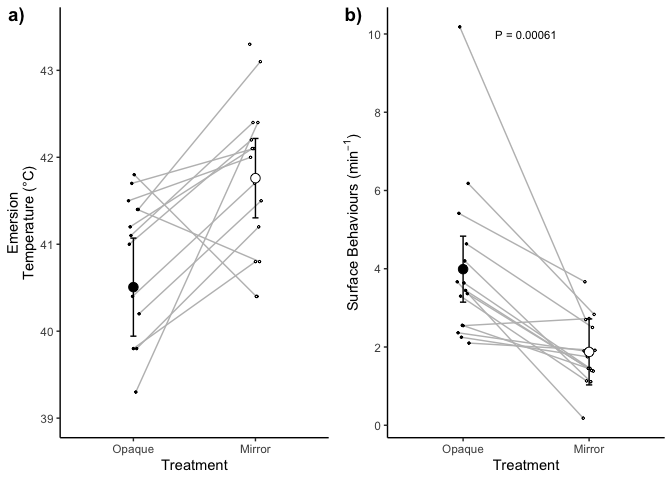 a)
43
42
41
40
39
Emersion
Temperature (°C)
Opaque
Mirror
Treatment
b)
P = 0.00061
10
8
6
4
2
0
Surface Behaviours (min⁻¹)
Opaque
Mirror
Treatment